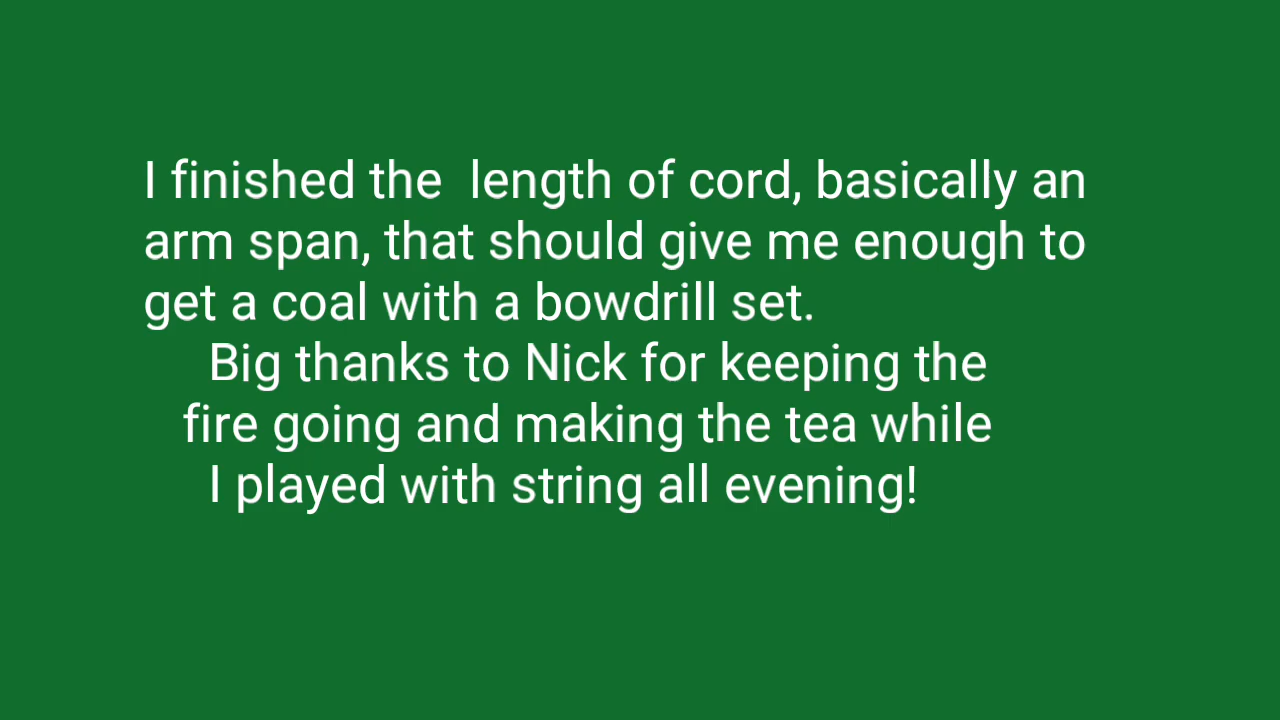 I finished the  length of cord, basically an
arm span, that should give me enough to
get a coal with a bowdrill set.
Big thanks to Nick for keeping the
fire going and making the tea while
I played with string all evening!